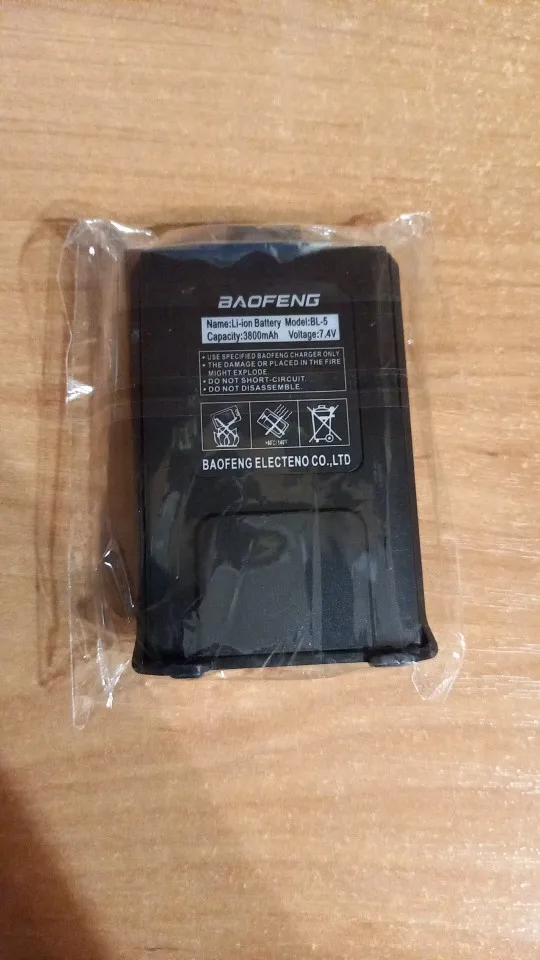 BAOFENG
Name:Li-ion Battery Model:BL-5
Capacity:3800mAh Voltage:7.4V
• USE SPECIFIED BAOFENG CHARGER ONLY
• THE DAMAGE OR PLACED IN THE FIRE
MIGHT EXPLODE.
• DO NOT SHORT-CIRCUIT.
• DO NOT DISASSEMBLE.
BAOFENG ELECTENO CO.,LTD